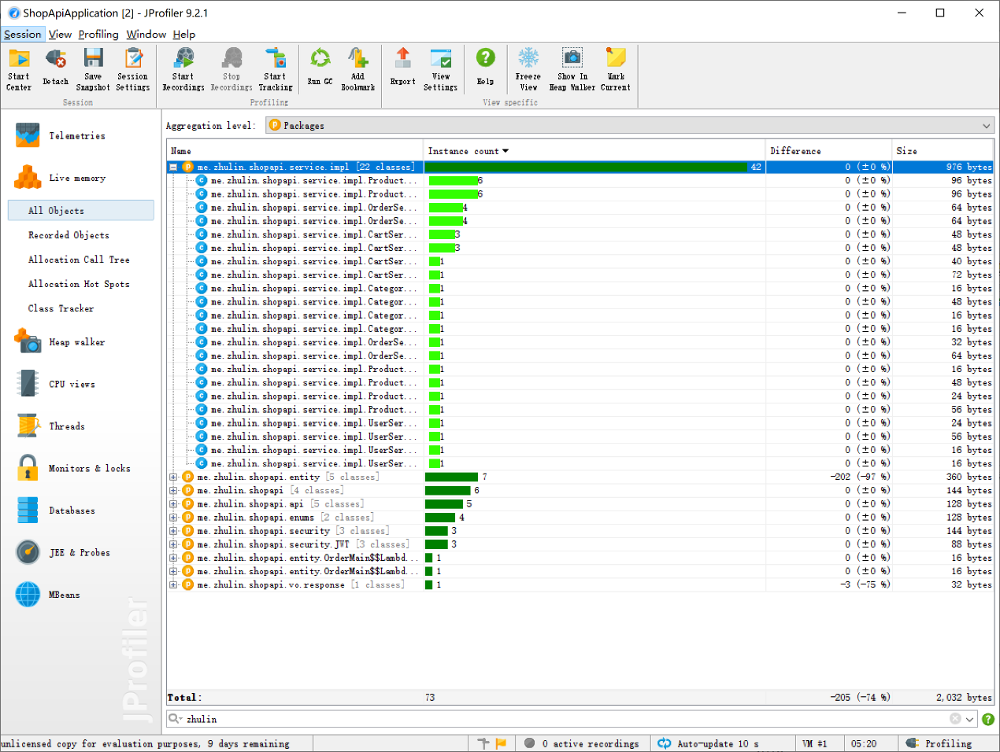 ShopApiApplication [2] - JProfiler 9.2.1
Session View Profiling Window Help
Start Center
Detach
Save Snapshot
Session Settings
Start Recordings
Stop Recordings
Start Tracking
Run GC
Add Bookmark
Export
View Settings
Help
Freeze View
Show In Heap Walker
Mark Current
Session
Profiling
View specific
Telemetries
Live memory
All Objects
Recorded Objects
Allocation Call Tree
Allocation Hot Spots
Class Tracker
Heap walker
CPU views
Threads
Monitors & locks
Databases
JEE & Probes
MBeans
JProfiler
Aggregation level: Packages
Name Instance count Difference Size
me.zhulin.shopapi.service.impl [22 classes] 42 0 (±0 %) 976 bytes
me.zhulin.shopapi.service.impl.Product... 6 0 (±0 %) 96 bytes
me.zhulin.shopapi.service.impl.Product... 6 0 (±0 %) 96 bytes
me.zhulin.shopapi.service.impl.OrderSe... 4 0 (±0 %) 64 bytes
me.zhulin.shopapi.service.impl.OrderSe... 4 0 (±0 %) 64 bytes
me.zhulin.shopapi.service.impl.CartSer... 3 0 (±0 %) 48 bytes
me.zhulin.shopapi.service.impl.CartSer... 3 0 (±0 %) 48 bytes
me.zhulin.shopapi.service.impl.CartSer... 1 0 (±0 %) 40 bytes
me.zhulin.shopapi.service.impl.CartSer... 1 0 (±0 %) 72 bytes
me.zhulin.shopapi.service.impl.Categor... 1 0 (±0 %) 16 bytes
me.zhulin.shopapi.service.impl.Categor... 1 0 (±0 %) 48 bytes
me.zhulin.shopapi.service.impl.Categor... 1 0 (±0 %) 16 bytes
me.zhulin.shopapi.service.impl.Categor... 1 0 (±0 %) 16 bytes
me.zhulin.shopapi.service.impl.OrderSe... 1 0 (±0 %) 32 bytes
me.zhulin.shopapi.service.impl.OrderSe... 1 0 (±0 %) 64 bytes
me.zhulin.shopapi.service.impl.Product... 1 0 (±0 %) 16 bytes
me.zhulin.shopapi.service.impl.Product... 1 0 (±0 %) 48 bytes
me.zhulin.shopapi.service.impl.Product... 1 0 (±0 %) 24 bytes
me.zhulin.shopapi.service.impl.Product... 1 0 (±0 %) 56 bytes
me.zhulin.shopapi.service.impl.UserSer... 1 0 (±0 %) 24 bytes
me.zhulin.shopapi.service.impl.UserSer... 1 0 (±0 %) 56 bytes
me.zhulin.shopapi.service.impl.UserSer... 1 0 (±0 %) 16 bytes
me.zhulin.shopapi.service.impl.UserSer... 1 0 (±0 %) 16 bytes
me.zhulin.shopapi.entity [5 classes] 7 -202 (-97 %) 360 bytes
me.zhulin.shopapi [4 classes] 6 0 (±0 %) 144 bytes
me.zhulin.shopapi.api [5 classes] 5 0 (±0 %) 128 bytes
me.zhulin.shopapi.enums [2 classes] 4 0 (±0 %) 128 bytes
me.zhulin.shopapi.security [3 classes] 3 0 (±0 %) 144 bytes
me.zhulin.shopapi.security.JWT [3 classes] 3 0 (±0 %) 88 bytes
me.zhulin.shopapi.entity.OrderMain$$Lambd... 1 0 (±0 %) 16 bytes
me.zhulin.shopapi.entity.OrderMain$$Lambd... 1 0 (±0 %) 16 bytes
me.zhulin.shopapi.vo.response [1 classes] 1 -3 (-75 %) 32 bytes
Total: 73 -205 (-74 %) 2,032 bytes
zhulin
unlicensed copy for evaluation purposes, 9 days remaining 0 active recordings Auto-update 10 s VM #1 05:20 Profiling